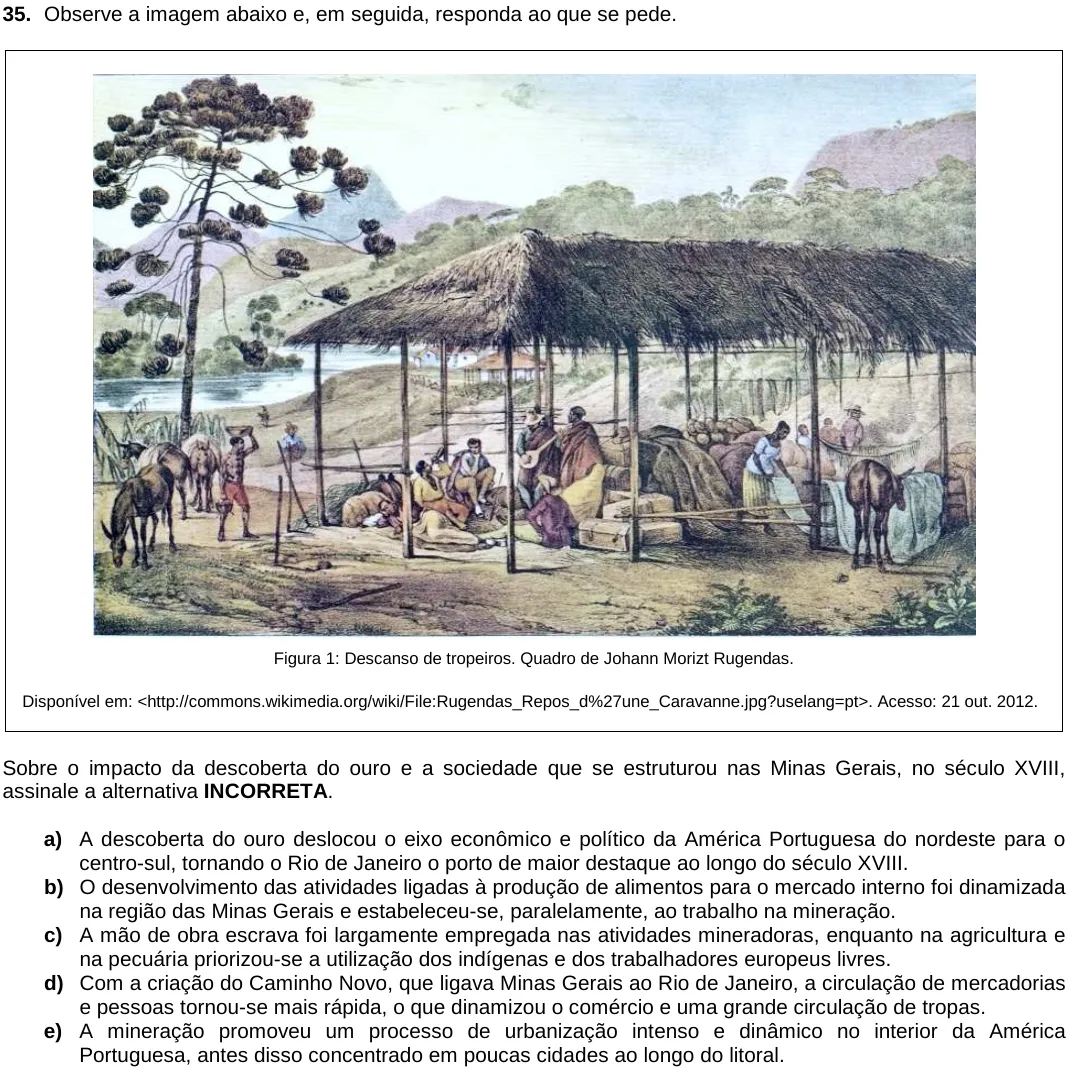 35. Observe a imagem abaixo e, em seguida, responda ao que se pede.
Figura 1: Descanso de tropeiros. Quadro de Johann Morizt Rugendas.
Disponível em: <http://commons.wikimedia.org/wiki/File:Rugendas_Repos_d%27une_Caravanne.jpg?uselang=pt>. Acesso: 21 out. 2012.
Sobre o impacto da descoberta do ouro e a sociedade que se estruturou nas Minas Gerais, no século XVIII,
assinale a alternativa INCORRETA.
a) A descoberta do ouro deslocou o eixo econômico e político da América Portuguesa do nordeste para o
centro-sul, tornando o Rio de Janeiro o porto de maior destaque ao longo do século XVIII.
b) O desenvolvimento das atividades ligadas à produção de alimentos para o mercado interno foi dinamizada
na região das Minas Gerais e estabeleceu-se, paralelamente, ao trabalho na mineração.
c) A mão de obra escrava foi largamente empregada nas atividades mineradoras, enquanto na agricultura e
na pecuária priorizou-se a utilização dos indígenas e dos trabalhadores europeus livres.
d) Com a criação do Caminho Novo, que ligava Minas Gerais ao Rio de Janeiro, a circulação de mercadorias
e pessoas tornou-se mais rápida, o que dinamizou o comércio e uma grande circulação de tropas.
e) A mineração promoveu um processo de urbanização intenso e dinâmico no interior da América
Portuguesa, antes disso concentrado em poucas cidades ao longo do litoral.